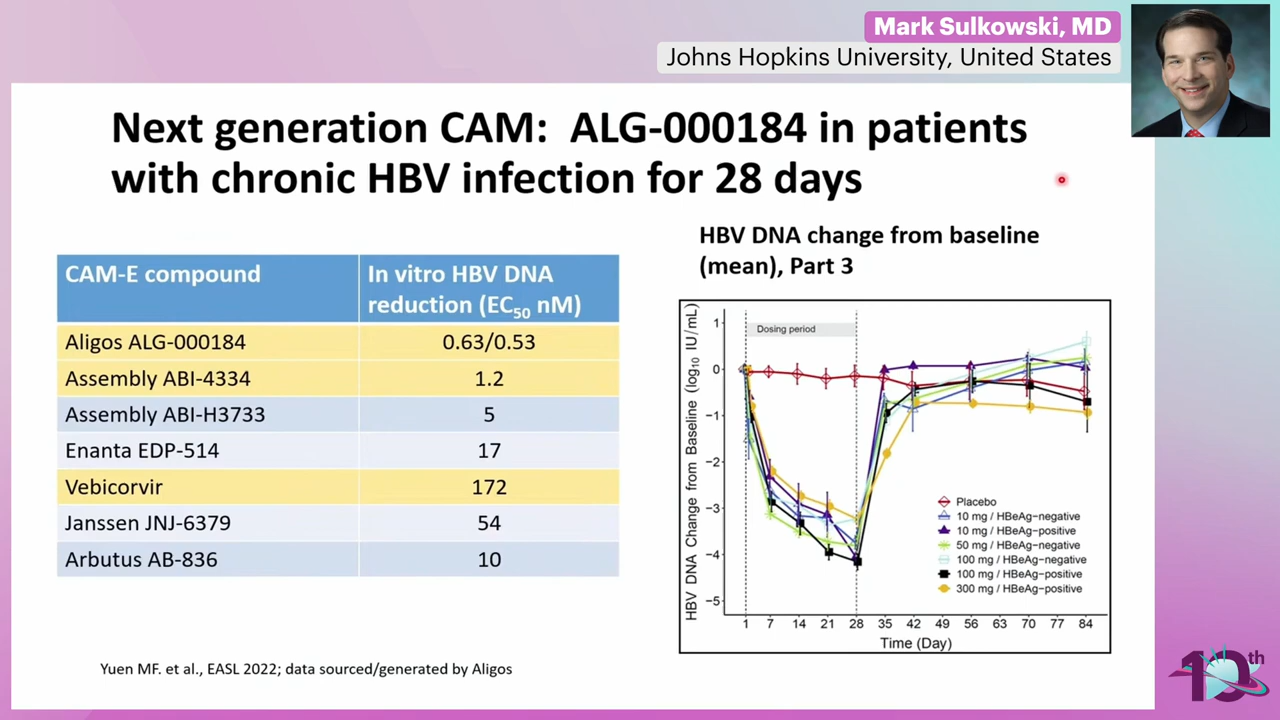 Mark Sulkowski, MD
Johns Hopkins University, United States
Next generation CAM: ALG-000184 in patients
with chronic HBV infection for 28 days
CAM-E compound
In vitro HBV DNA
reduction (EC50 nM)
Aligos ALG-000184
0.63/0.53
Assembly ABI-4334
1.2
Assembly ABI-H3733
5
Enanta EDP-514
17
Vebicorvir
172
Janssen JNJ-6379
54
Arbutus AB-836
10
HBV DNA change from baseline
(mean), Part 3
HBV DNA Change from Baseline (log10 IU/mL)
Dosing period
1
0
−1
−2
−3
−4
−5
Placebo
10 mg / HBeAg−negative
10 mg / HBeAg−positive
50 mg / HBeAg−negative
100 mg / HBeAg−negative
100 mg / HBeAg−positive
300 mg / HBeAg−positive
1 7 14 21 28 35 42 49 56 63 70 77 84
Time (Day)
Yuen MF. et al., EASL 2022; data sourced/generated by Aligos
10th